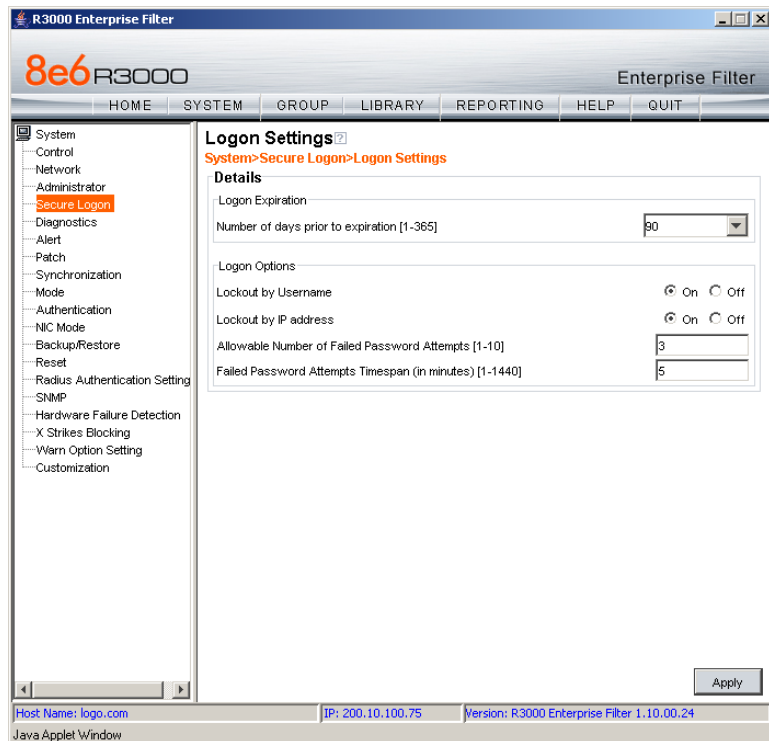 R3000 Enterprise Filter
8e6 R3000
Enterprise Filter
HOME SYSTEM GROUP LIBRARY REPORTING HELP QUIT
System
Control
Network
Administrator
Secure Logon
Diagnostics
Alert
Patch
Synchronization
Mode
Authentication
NIC Mode
Backup/Restore
Reset
Radius Authentication Setting
SNMP
Hardware Failure Detection
X Strikes Blocking
Warn Option Setting
Customization
Logon Settings ?
System>Secure Logon>Logon Settings
Details
Logon Expiration
Number of days prior to expiration [1-365] 90
Logon Options
Lockout by Username On Off
Lockout by IP address On Off
Allowable Number of Failed Password Attempts [1-10] 3
Failed Password Attempts Timespan (in minutes) [1-1440] 5
Apply
Host Name: logo.com IP: 200.10.100.75 Version: R3000 Enterprise Filter 1.10.00.24
Java Applet Window